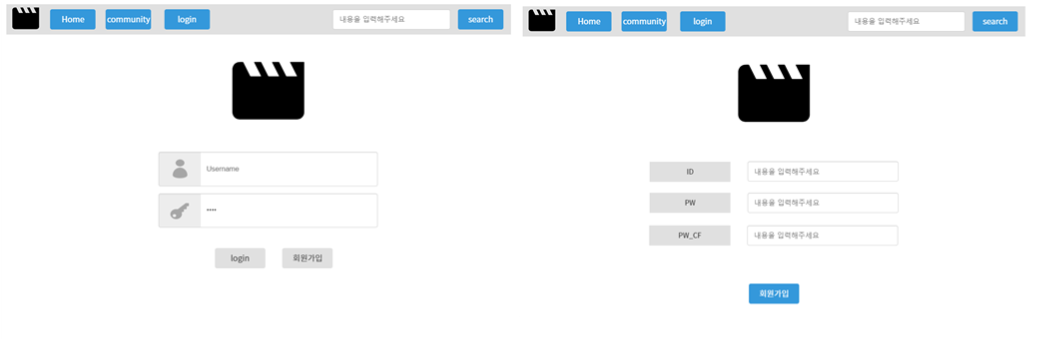 Home community login 내용을 입력해주세요 search
Username
••••
login 회원가입
Home community login 내용을 입력해주세요 search
ID 내용을 입력해주세요
PW 내용을 입력해주세요
PW_CF 내용을 입력해주세요
회원가입